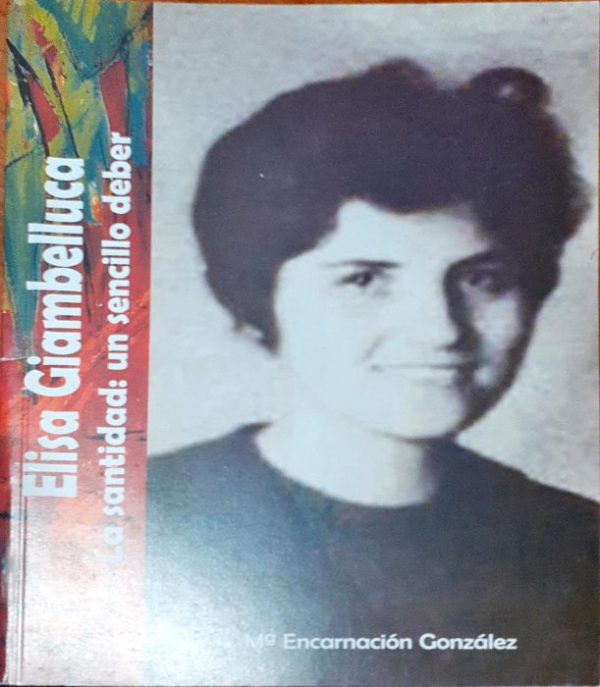 Elisa Giambelluca
La santidad: un sencillo deber
Mª Encarnación González